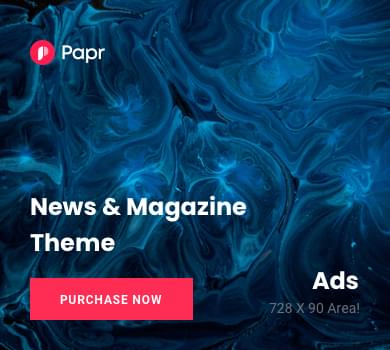 Papr
News & Magazine
Theme
PURCHASE NOW
Ads
728 X 90 Area!